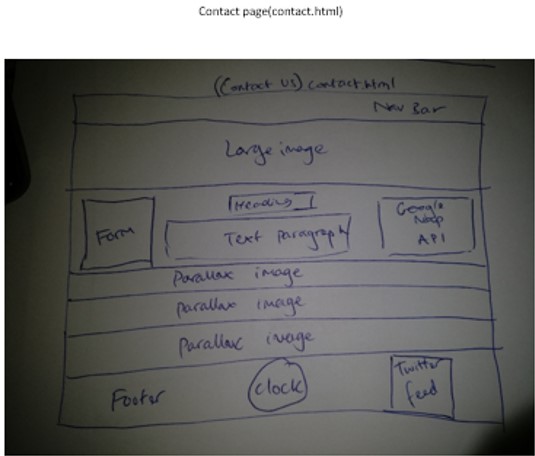 Contact page(contact.html)
(Contact us) contact.html
Nav Bar
Large image
Form
Heading 1
Text paragraph
Google
Map
API
Parallax image
Parallax image
Parallax image
Footer
Clock
Twitter
feed